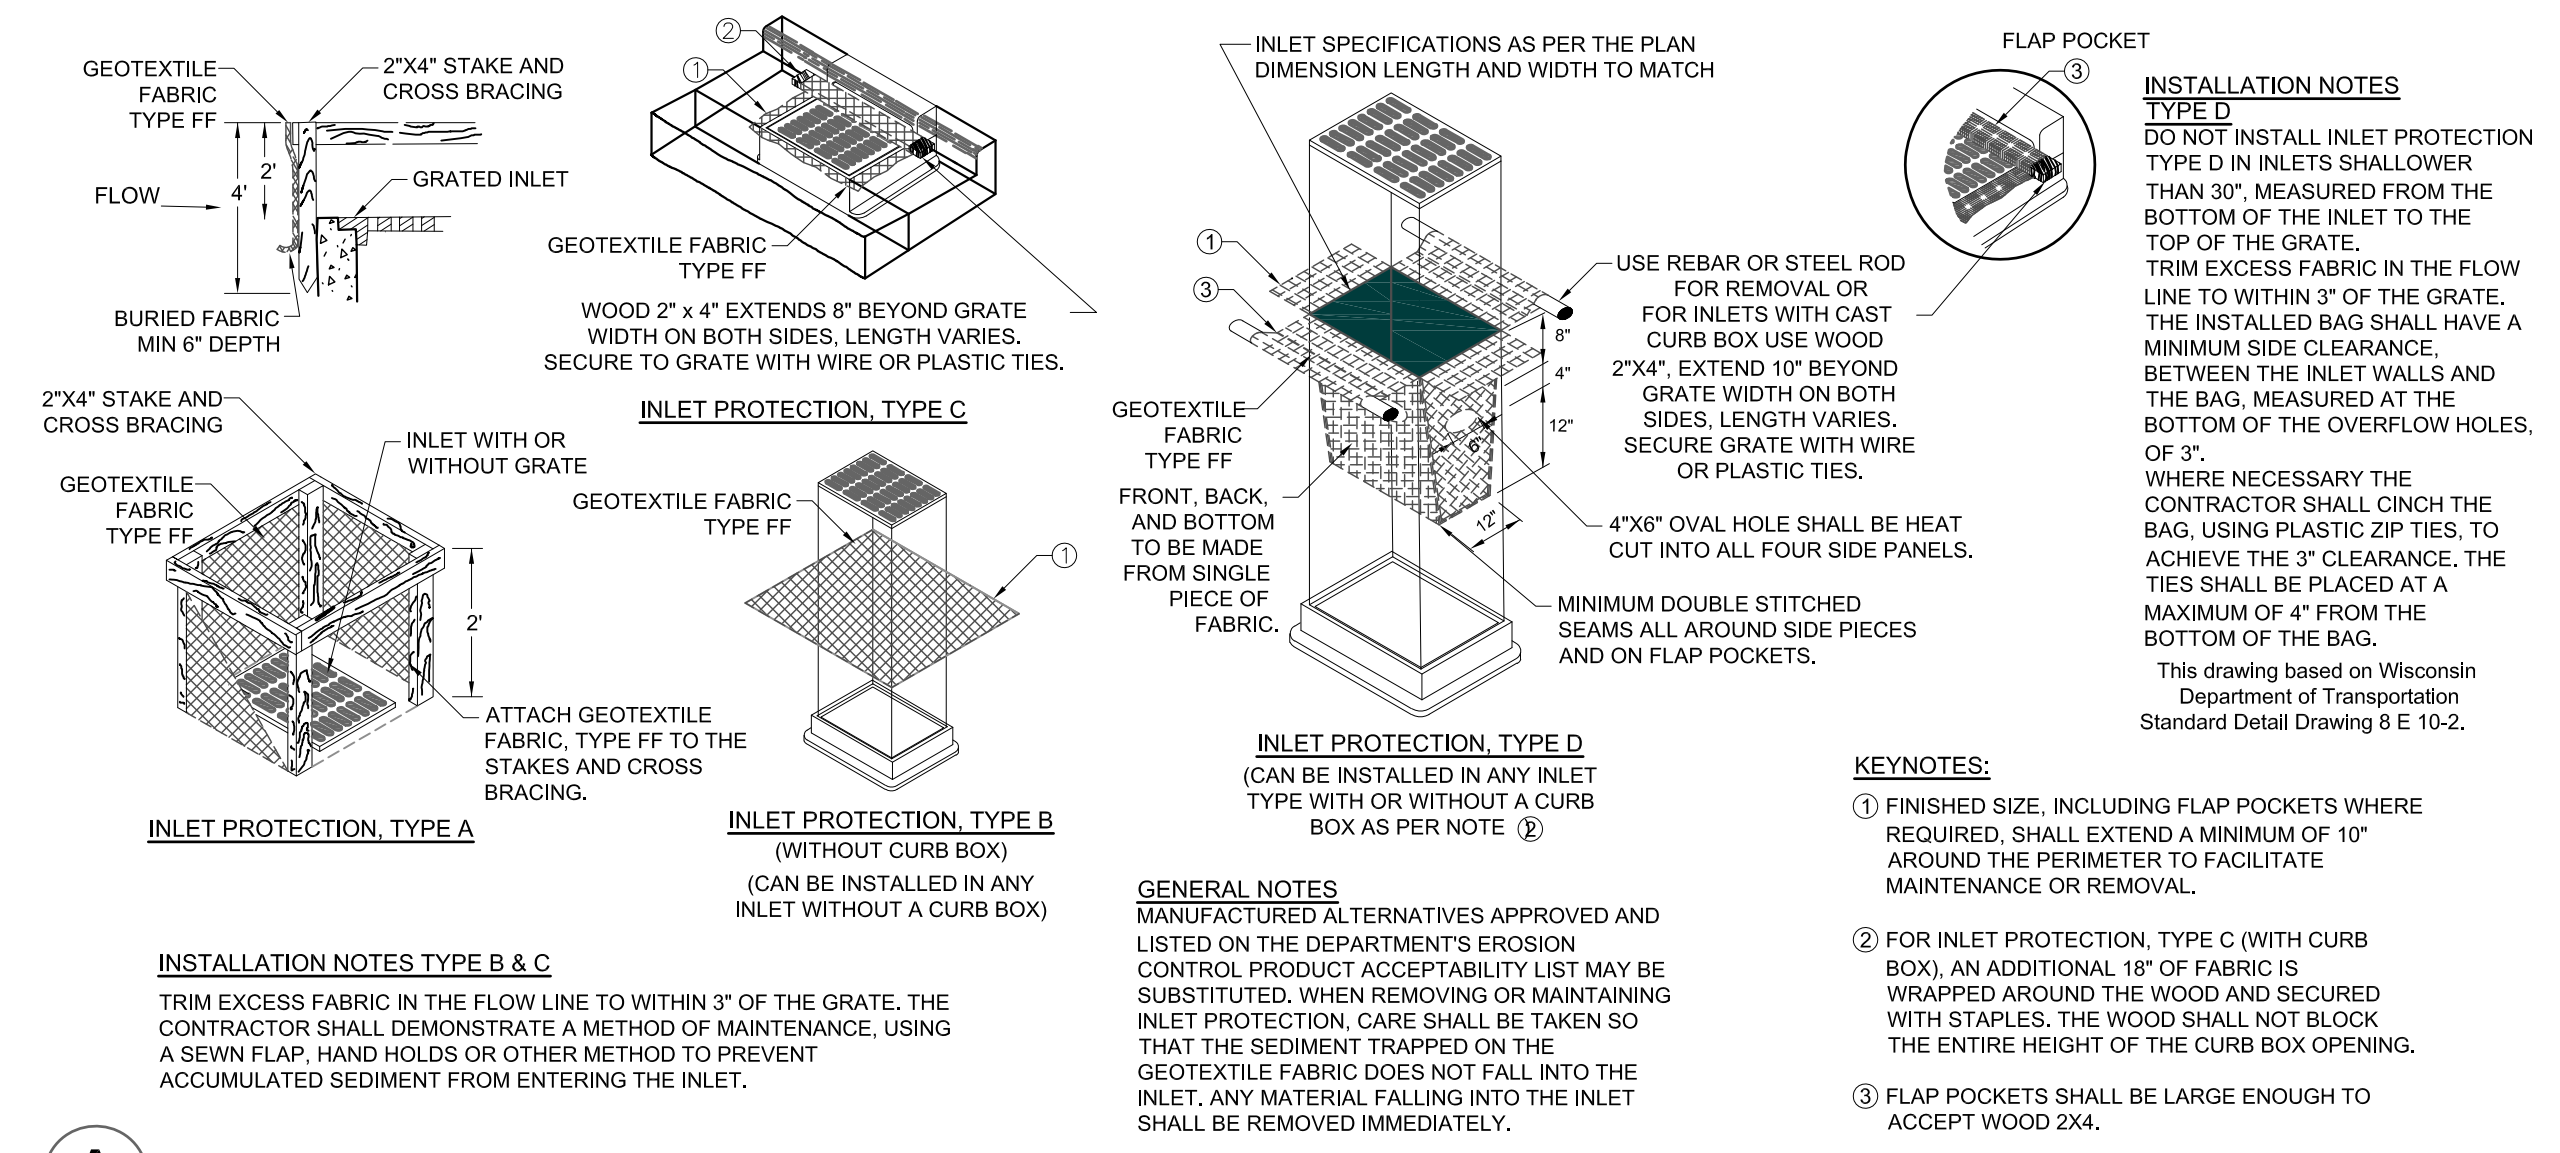 GEOTEXTILE
FABRIC
TYPE FF
2"X4" STAKE AND
CROSS BRACING
2'
4'
FLOW
GRATED INLET
BURIED FABRIC
MIN 6" DEPTH
2"X4" STAKE AND
CROSS BRACING
GEOTEXTILE
FABRIC
TYPE FF
INLET WITH OR
WITHOUT GRATE
2'
ATTACH GEOTEXTILE
FABRIC, TYPE FF TO THE
STAKES AND CROSS
BRACING.
INLET PROTECTION, TYPE A
②
①
GEOTEXTILE FABRIC
TYPE FF
WOOD 2" x 4" EXTENDS 8" BEYOND GRATE
WIDTH ON BOTH SIDES, LENGTH VARIES.
SECURE TO GRATE WITH WIRE OR PLASTIC TIES.
INLET PROTECTION, TYPE C
GEOTEXTILE FABRIC
TYPE FF
①
INLET PROTECTION, TYPE B
(WITHOUT CURB BOX)
(CAN BE INSTALLED IN ANY
INLET WITHOUT A CURB BOX)
INSTALLATION NOTES TYPE B & C
TRIM EXCESS FABRIC IN THE FLOW LINE TO WITHIN 3" OF THE GRATE. THE
CONTRACTOR SHALL DEMONSTRATE A METHOD OF MAINTENANCE, USING
A SEWN FLAP, HAND HOLDS OR OTHER METHOD TO PREVENT
ACCUMULATED SEDIMENT FROM ENTERING THE INLET.
INLET SPECIFICATIONS AS PER THE PLAN
DIMENSION LENGTH AND WIDTH TO MATCH
①
③
GEOTEXTILE
FABRIC
TYPE FF
FRONT, BACK,
AND BOTTOM
TO BE MADE
FROM SINGLE
PIECE OF
FABRIC.
8"
4"
12"
6"
12"
USE REBAR OR STEEL ROD
FOR REMOVAL OR
FOR INLETS WITH CAST
CURB BOX USE WOOD
2"X4", EXTEND 10" BEYOND
GRATE WIDTH ON BOTH
SIDES, LENGTH VARIES.
SECURE GRATE WITH WIRE
OR PLASTIC TIES.
4"X6" OVAL HOLE SHALL BE HEAT
CUT INTO ALL FOUR SIDE PANELS.
MINIMUM DOUBLE STITCHED
SEAMS ALL AROUND SIDE PIECES
AND ON FLAP POCKETS.
INLET PROTECTION, TYPE D
(CAN BE INSTALLED IN ANY INLET
TYPE WITH OR WITHOUT A CURB
BOX AS PER NOTE ②)
GENERAL NOTES
MANUFACTURED ALTERNATIVES APPROVED AND
LISTED ON THE DEPARTMENT'S EROSION
CONTROL PRODUCT ACCEPTABILITY LIST MAY BE
SUBSTITUTED. WHEN REMOVING OR MAINTAINING
INLET PROTECTION, CARE SHALL BE TAKEN SO
THAT THE SEDIMENT TRAPPED ON THE
GEOTEXTILE FABRIC DOES NOT FALL INTO THE
INLET. ANY MATERIAL FALLING INTO THE INLET
SHALL BE REMOVED IMMEDIATELY.
FLAP POCKET
③
INSTALLATION NOTES
TYPE D
DO NOT INSTALL INLET PROTECTION
TYPE D IN INLETS SHALLOWER
THAN 30", MEASURED FROM THE
BOTTOM OF THE INLET TO THE
TOP OF THE GRATE.
TRIM EXCESS FABRIC IN THE FLOW
LINE TO WITHIN 3" OF THE GRATE.
THE INSTALLED BAG SHALL HAVE A
MINIMUM SIDE CLEARANCE,
BETWEEN THE INLET WALLS AND
THE BAG, MEASURED AT THE
BOTTOM OF THE OVERFLOW HOLES,
OF 3".
WHERE NECESSARY THE
CONTRACTOR SHALL CINCH THE
BAG, USING PLASTIC ZIP TIES, TO
ACHIEVE THE 3" CLEARANCE. THE
TIES SHALL BE PLACED AT A
MAXIMUM OF 4" FROM THE
BOTTOM OF THE BAG.
This drawing based on Wisconsin
Department of Transportation
Standard Detail Drawing 8 E 10-2.
KEYNOTES:
① FINISHED SIZE, INCLUDING FLAP POCKETS WHERE
REQUIRED, SHALL EXTEND A MINIMUM OF 10"
AROUND THE PERIMETER TO FACILITATE
MAINTENANCE OR REMOVAL.
② FOR INLET PROTECTION, TYPE C (WITH CURB
BOX), AN ADDITIONAL 18" OF FABRIC IS
WRAPPED AROUND THE WOOD AND SECURED
WITH STAPLES. THE WOOD SHALL NOT BLOCK
THE ENTIRE HEIGHT OF THE CURB BOX OPENING.
③ FLAP POCKETS SHALL BE LARGE ENOUGH TO
ACCEPT WOOD 2X4.